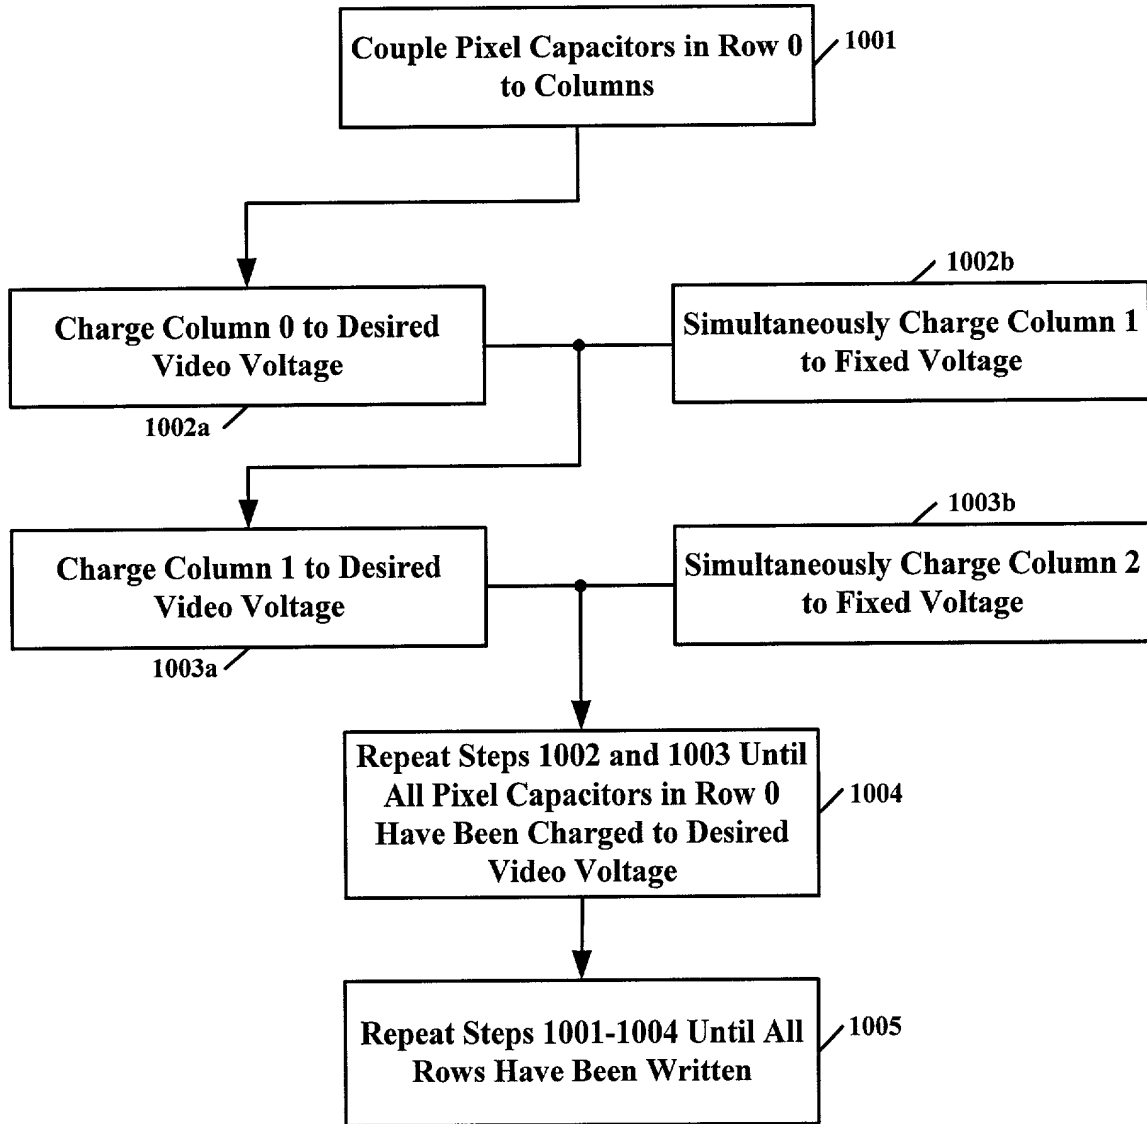 Couple Pixel Capacitors in Row 0
to Columns
1001
1002b
Charge Column 0 to Desired
Video Voltage
Simultaneously Charge Column 1
to Fixed Voltage
1002a
1003b
Charge Column 1 to Desired
Video Voltage
Simultaneously Charge Column 2
to Fixed Voltage
1003a
Repeat Steps 1002 and 1003 Until
All Pixel Capacitors in Row 0
Have Been Charged to Desired
Video Voltage
1004
Repeat Steps 1001-1004 Until All
Rows Have Been Written
1005